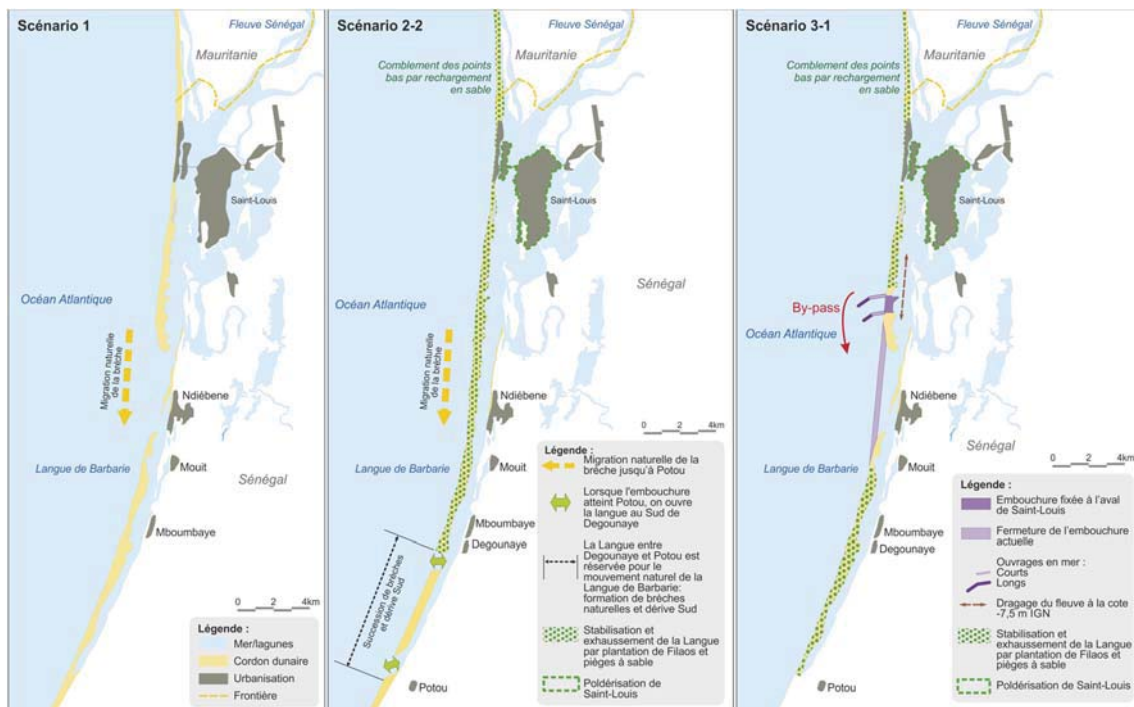 Scénario 1
Fleuve Sénégal
Mauritanie
Saint-Louis
Océan Atlantique
Migration naturelle
de la brêche
Ndiébene
Mouit
Langue de Barbarie
Sénégal
Mboumbaye
0 2 4km
Légende :
Mer/lagunes
Cordon dunaire
Urbanisation
Frontière
Scénario 2-2
Fleuve Sénégal
Mauritanie
Comblement des points
bas par rechargement
en sable
Saint-Louis
Sénégal
Océan Atlantique
Migration naturelle
de la brêche
Ndiébene
0 2 4km
Langue de Barbarie
Mouit
Mboumbaye
Degounaye
Succession de brèches
et dérive Sud
Potou
Légende :
Migration naturelle de la
brêche jusqu'à Potou
Lorsque l'embouchure
atteint Potou, on ouvre
la langue au Sud de
Degounaye
La Langue entre
Degounaye et Potou est
réservée pour le
mouvement naturel de la
Langue de Barbarie:
formation de brèches
naturelles et dérive Sud
Stabilisation et
exhaussement de la Langue
par plantation de Filaos et
pièges à sable
Poldérisation de
Saint-Louis
Scénario 3-1
Fleuve Sénégal
Mauritanie
Comblement des points
bas par rechargement
en sable
Saint-Louis
By-pass
Océan Atlantique
Ndiébene
Sénégal
0 2 4km
Langue de Barbarie
Mouit
Mboumbaye
Degounaye
Potou
Légende :
Embouchure fixée à l'aval
de Saint-Louis
Fermeture de l'embouchure
actuelle
Ouvrages en mer :
Courts
Longs
Dragage du fleuve à la cote
-7,5 m IGN
Stabilisation et
exhaussement de la Langue
par plantation de Filaos et
pièges à sable
Poldérisation de Saint-Louis